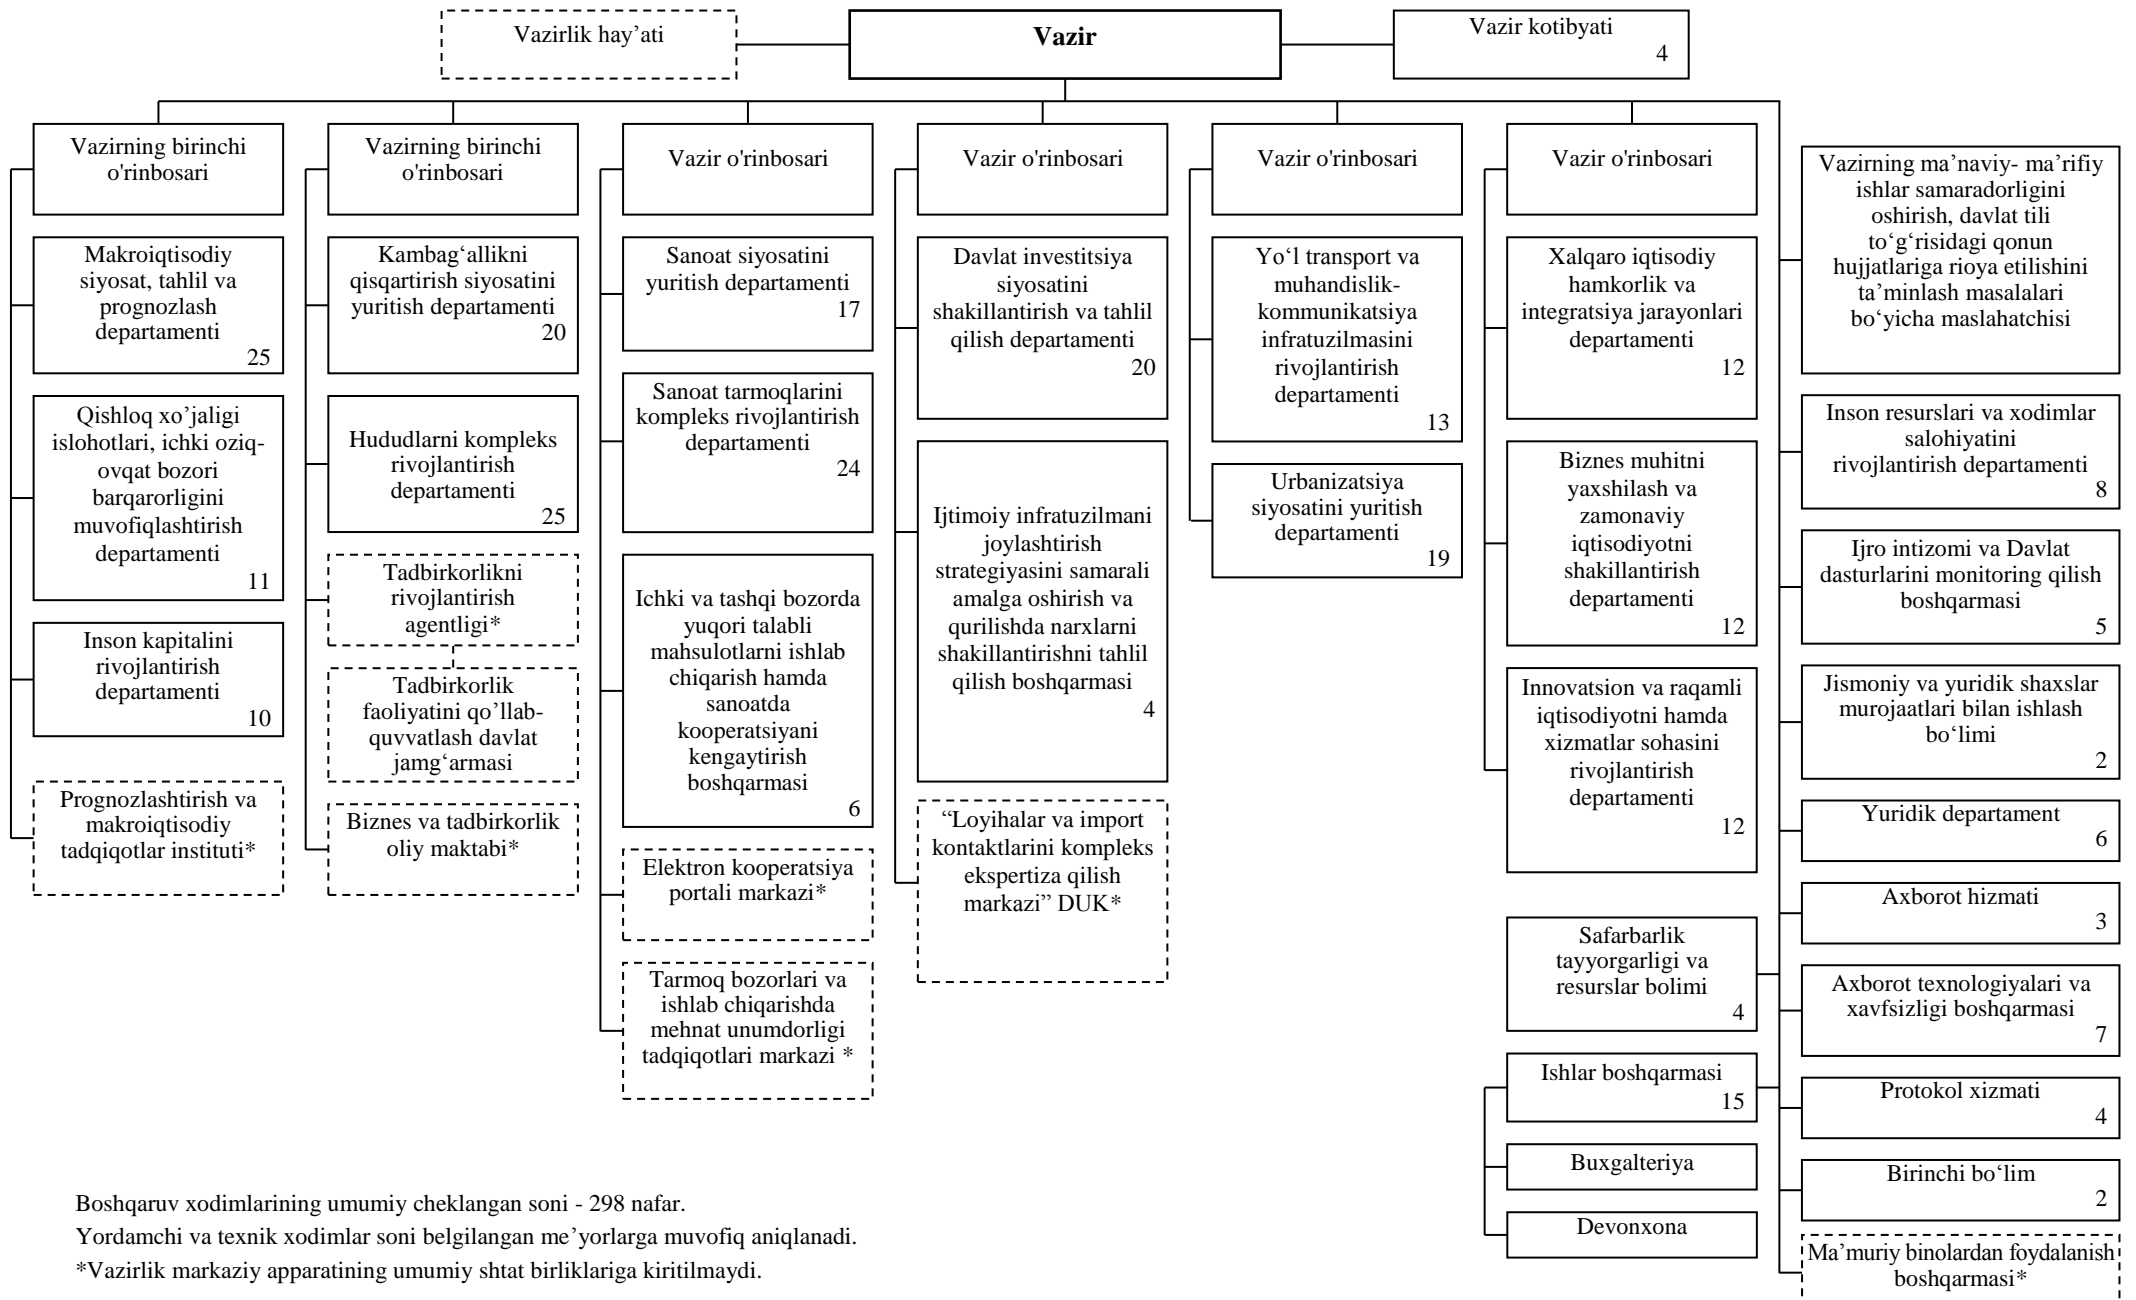 Vazirlik hay’ati
Vazir
Vazir kotibyati
4
Vazirning birinchi
o'rinbosari
Makroiqtisodiy
siyosat, tahlil va
prognozlash
departamenti
25
Qishloq xo’jaligi
islohotlari, ichki oziq-
ovqat bozori
barqarorligini
muvofiqlashtirish
departamenti
11
Inson kapitalini
rivojlantirish
departamenti
10
Prognozlashtirish va
makroiqtisodiy
tadqiqotlar instituti*
Vazirning birinchi
o'rinbosari
Kambag‘allikni
qisqartirish siyosatini
yuritish departamenti
20
Hududlarni kompleks
rivojlantirish
departamenti
25
Tadbirkorlikni
rivojlantirish
agentligi*
Tadbirkorlik
faoliyatini qo’llab-
quvvatlash davlat
jamg‘armasi
Biznes va tadbirkorlik
oliy maktabi*
Vazir o'rinbosari
Sanoat siyosatini
yuritish departamenti
17
Sanoat tarmoqlarini
kompleks rivojlantirish
departamenti
24
Ichki va tashqi bozorda
yuqori talabli
mahsulotlarni ishlab
chiqarish hamda
sanoatda
kooperatsiyani
kengaytirish
boshqarmasi
6
Elektron kooperatsiya
portali markazi*
Tarmoq bozorlari va
ishlab chiqarishda
mehnat unumdorligi
tadqiqotlari markazi *
Vazir o'rinbosari
Davlat investitsiya
siyosatini
shakillantirish va tahlil
qilish departamenti
20
Ijtimoiy infratuzilmani
joylashtirish
strategiyasini samarali
amalga oshirish va
qurilishda narxlarni
shakillantirishni tahlil
qilish boshqarmasi
4
“Loyihalar va import
kontaktlarini kompleks
ekspertiza qilish
markazi” DUK*
Vazir o'rinbosari
Yo‘l transport va
muhandislik-
kommunikatsiya
infratuzilmasini
rivojlantirish
departamenti
13
Urbanizatsiya
siyosatini yuritish
departamenti
19
Vazir o'rinbosari
Xalqaro iqtisodiy
hamkorlik va
integratsiya jarayonlari
departamenti
12
Biznes muhitni
yaxshilash va
zamonaviy
iqtisodiyotni
shakillantirish
departamenti
12
Innovatsion va raqamli
iqtisodiyotni hamda
xizmatlar sohasini
rivojlantirish
departamenti
12
Safarbarlik
tayyorgarligi va
resurslar bolimi
4
Ishlar boshqarmasi
15
Buxgalteriya
Devonxona
Vazirning ma’naviy- ma’rifiy
ishlar samaradorligini
oshirish, davlat tili
to‘g‘risidagi qonun
hujjatlariga rioya etilishini
ta’minlash masalalari
bo‘yicha maslahatchisi
Inson resurslari va xodimlar
salohiyatini
rivojlantirish departamenti
8
Ijro intizomi va Davlat
dasturlarini monitoring qilish
boshqarmasi
5
Jismoniy va yuridik shaxslar
murojaatlari bilan ishlash
bo‘limi
2
Yuridik departament
6
Axborot hizmati
3
Axborot texnologiyalari va
xavfsizligi boshqarmasi
7
Protokol xizmati
4
Birinchi bo‘lim
2
Ma’muriy binolardan foydalanish
boshqarmasi*
Boshqaruv xodimlarining umumiy cheklangan soni - 298 nafar.
Yordamchi va texnik xodimlar soni belgilangan me’yorlarga muvofiq aniqlanadi.
*Vazirlik markaziy apparatining umumiy shtat birliklariga kiritilmaydi.